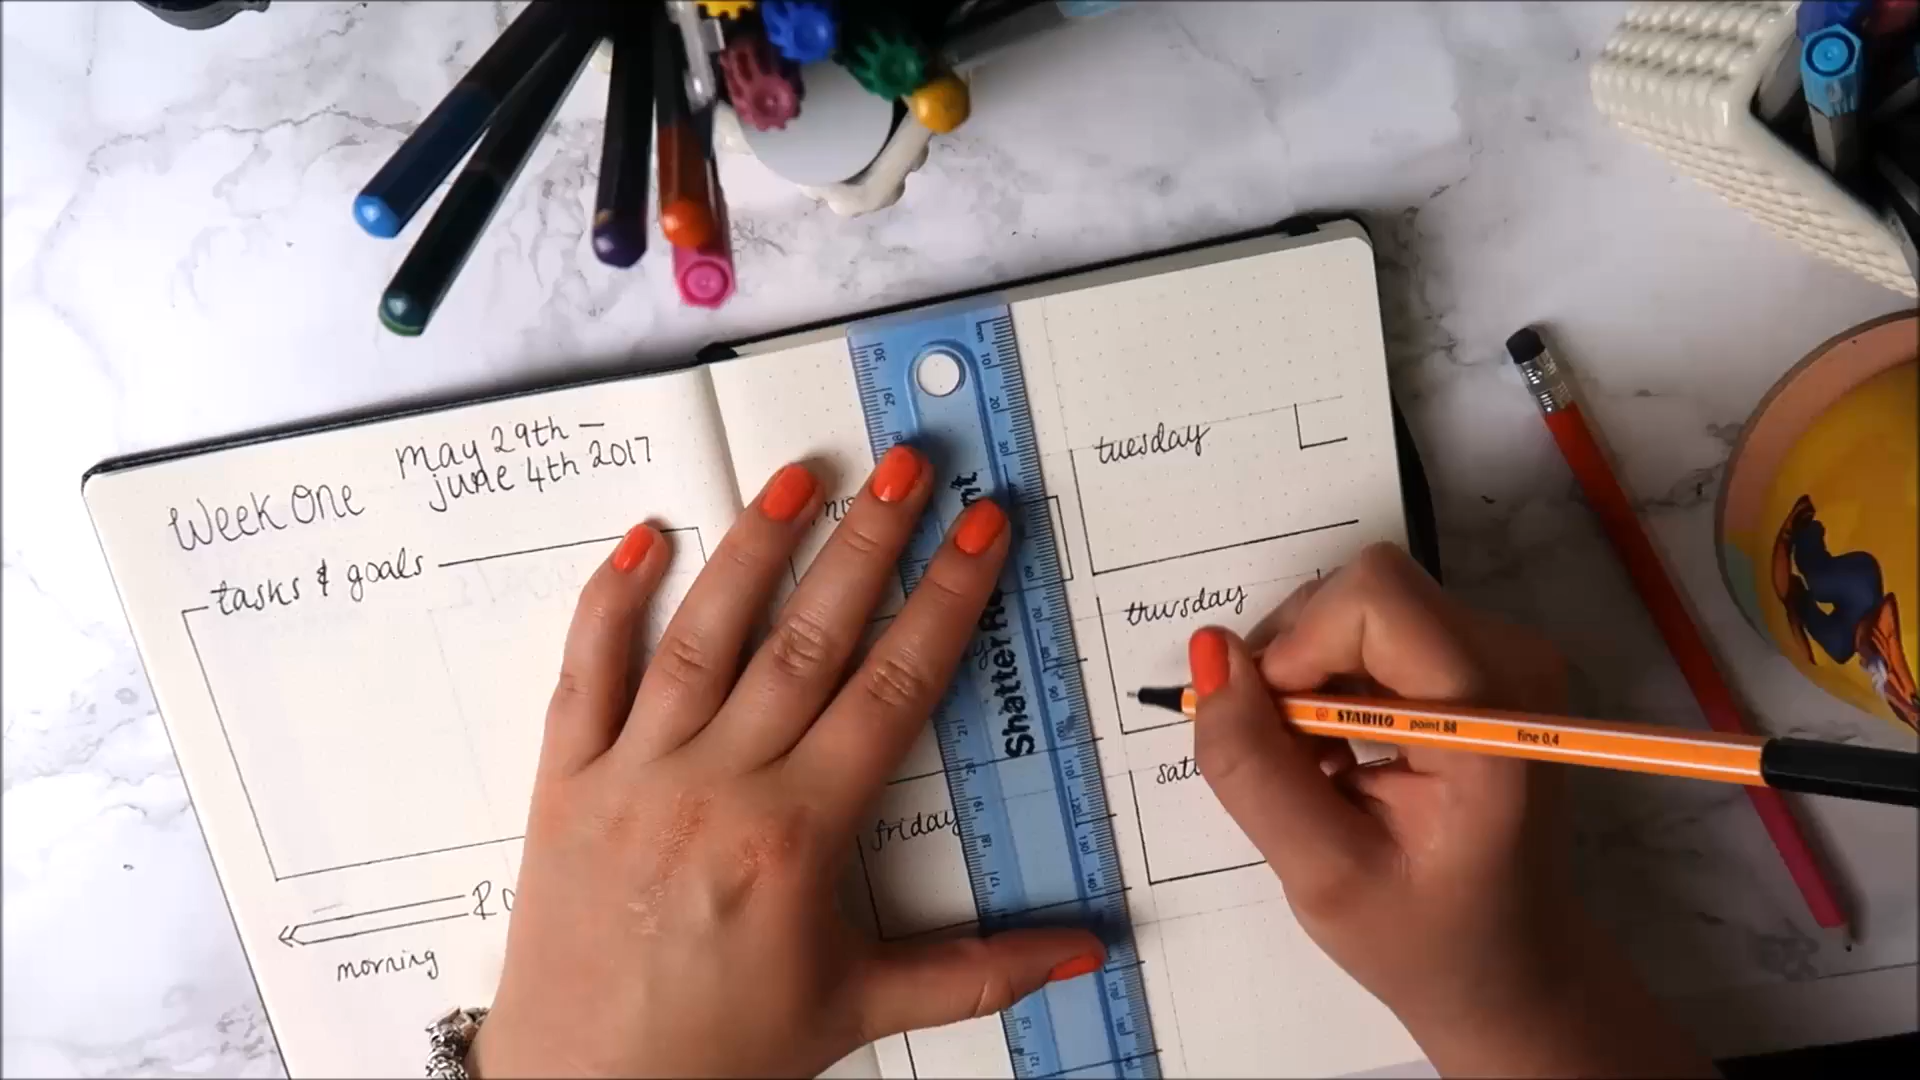 Week One
may 29th –
june 4th 2017
tasks & goals
morning
tuesday
thursday
friday
Shatter
STABILO point 88 fine 0.4